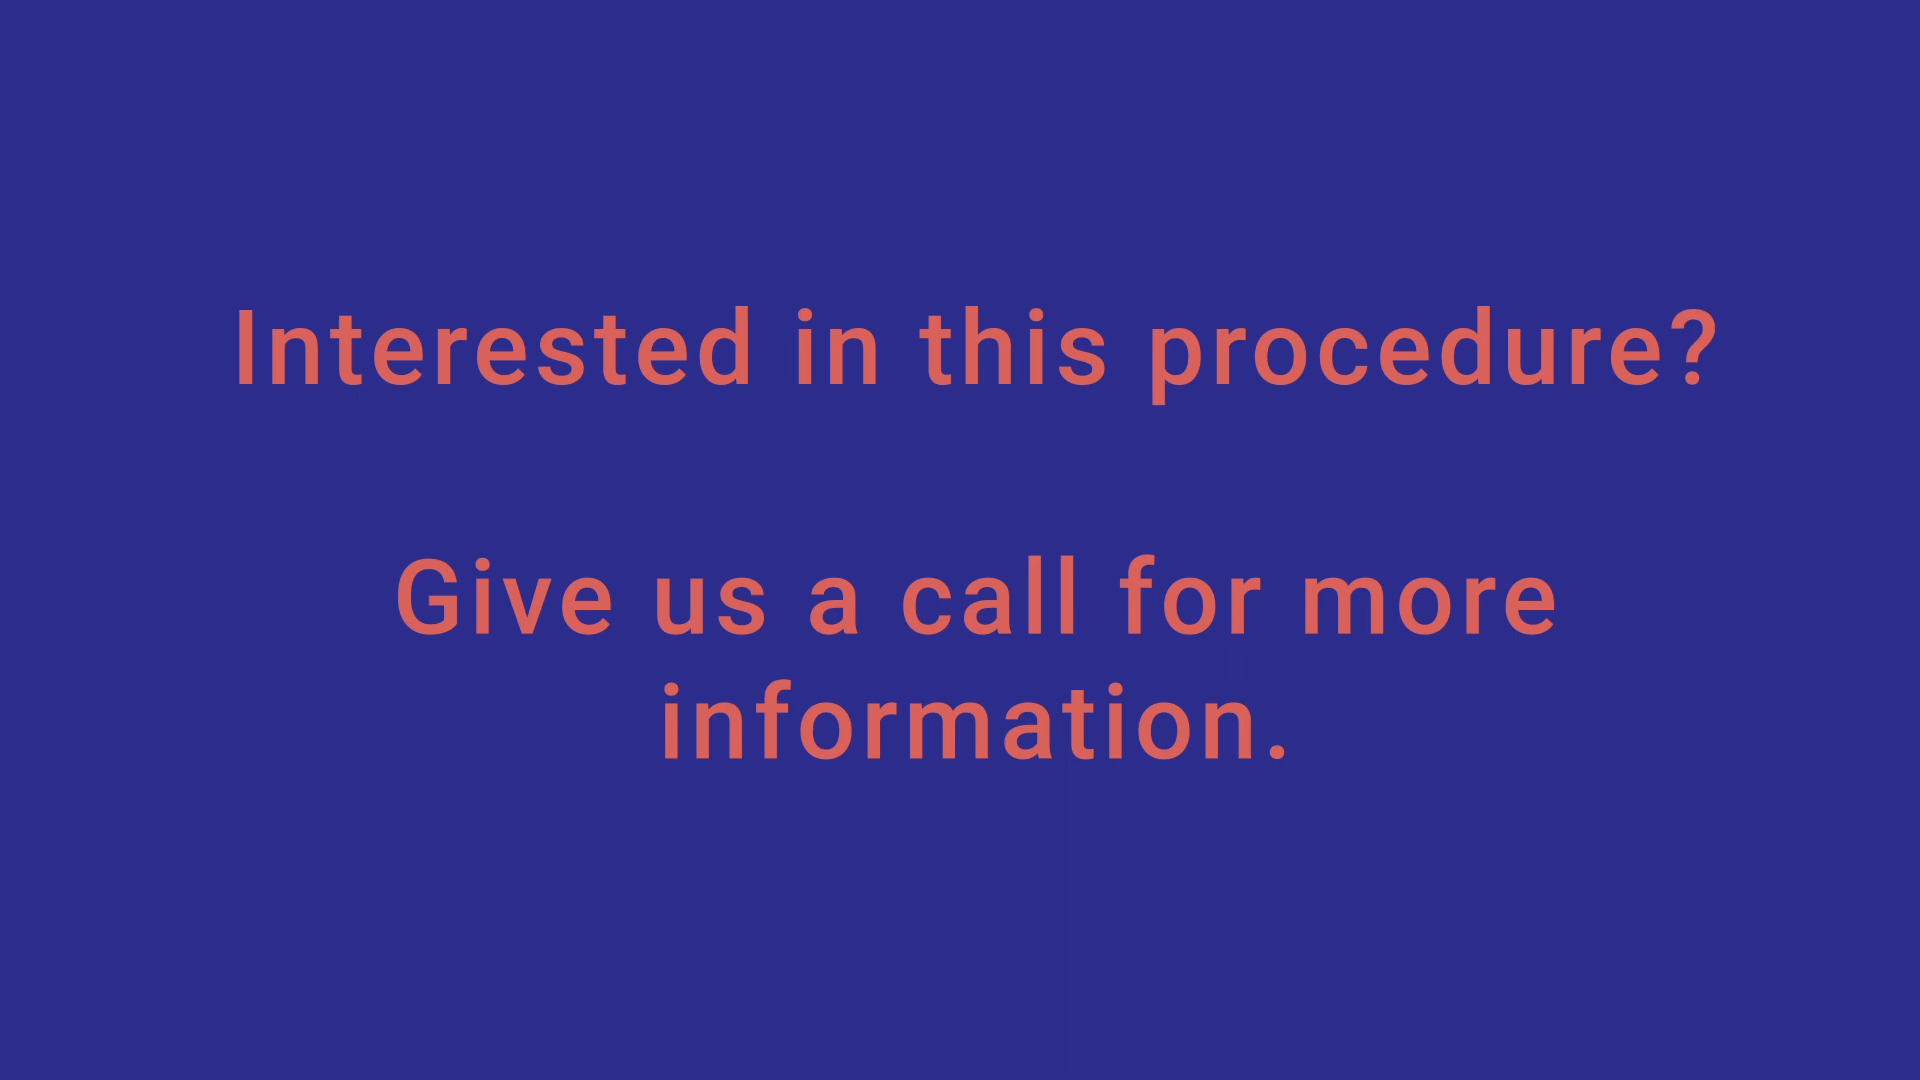 Interested in this procedure?
Give us a call for more
information.